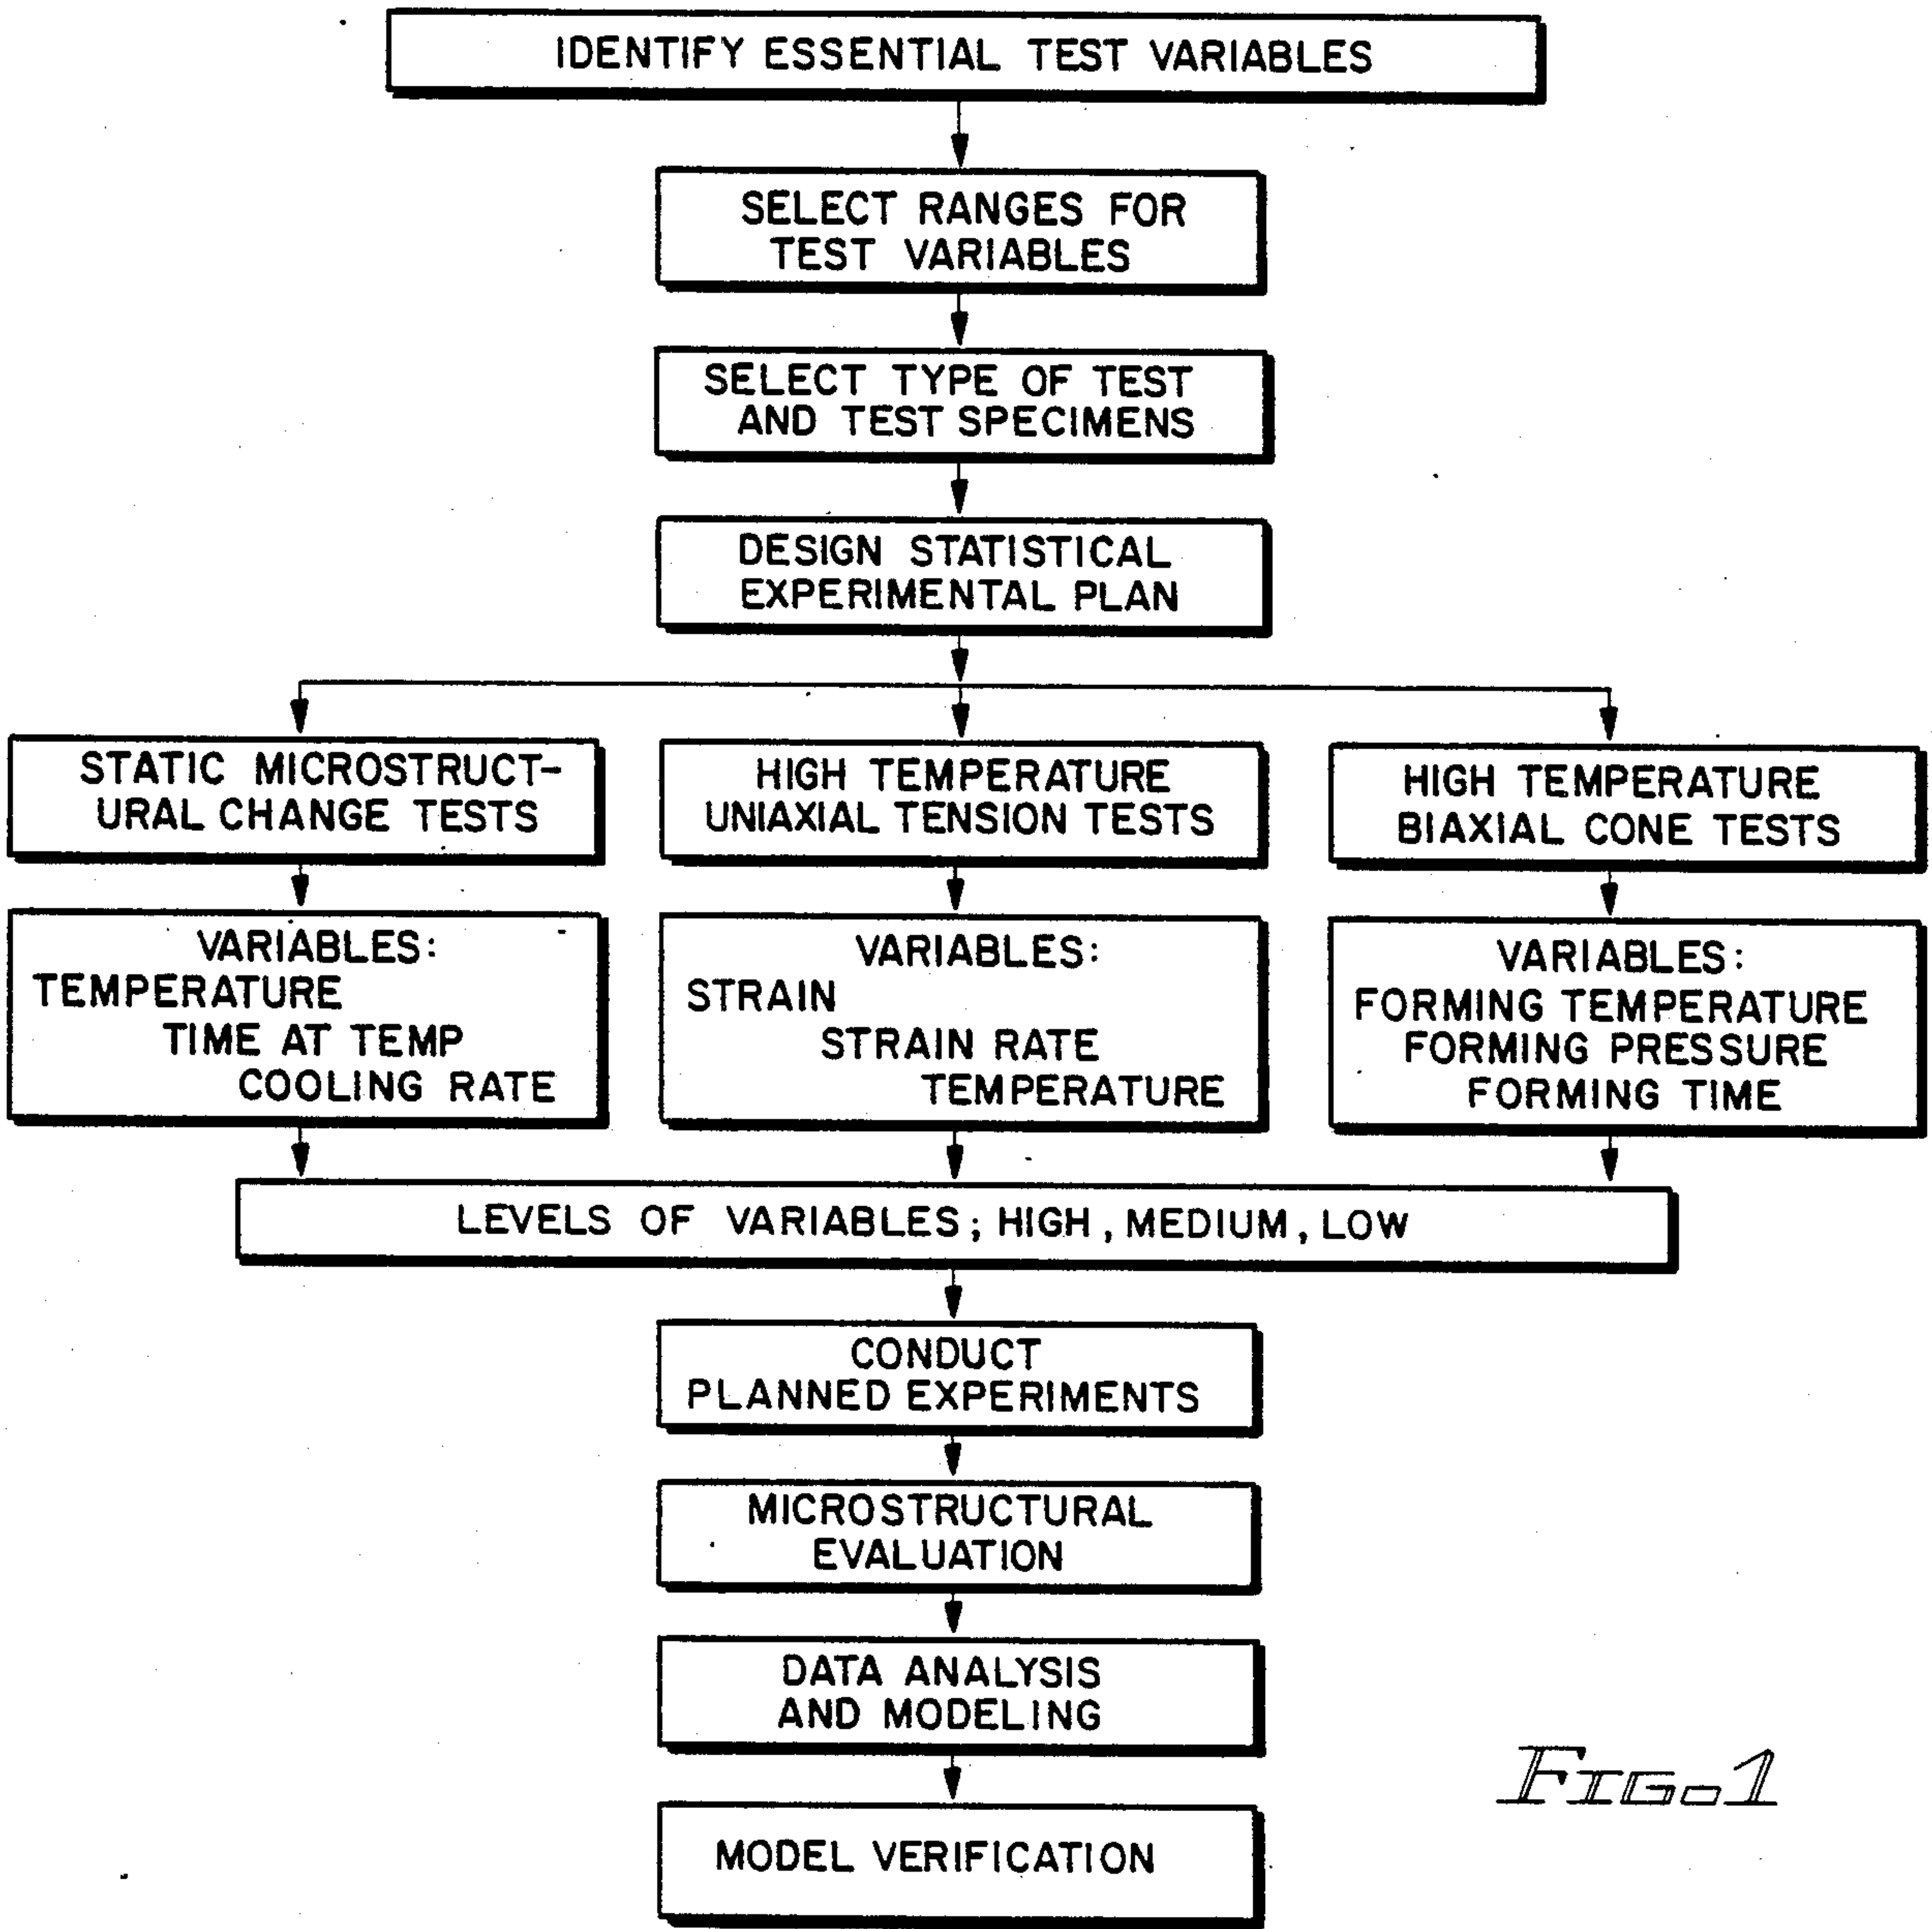 IDENTIFY ESSENTIAL TEST VARIABLES
SELECT RANGES FOR
TEST VARIABLES
SELECT TYPE OF TEST
AND TEST SPECIMENS
DESIGN STATISTICAL
EXPERIMENTAL PLAN
STATIC MICROSTRUCT-
URAL CHANGE TESTS
HIGH TEMPERATURE
UNIAXIAL TENSION TESTS
HIGH TEMPERATURE
BIAXIAL CONE TESTS
VARIABLES:
TEMPERATURE
TIME AT TEMP
COOLING RATE
VARIABLES:
STRAIN
STRAIN RATE
TEMPERATURE
VARIABLES:
FORMING TEMPERATURE
FORMING PRESSURE
FORMING TIME
LEVELS OF VARIABLES; HIGH, MEDIUM, LOW
CONDUCT
PLANNED EXPERIMENTS
MICROSTRUCTURAL
EVALUATION
DATA ANALYSIS
AND MODELING
MODEL VERIFICATION
FIG. 1